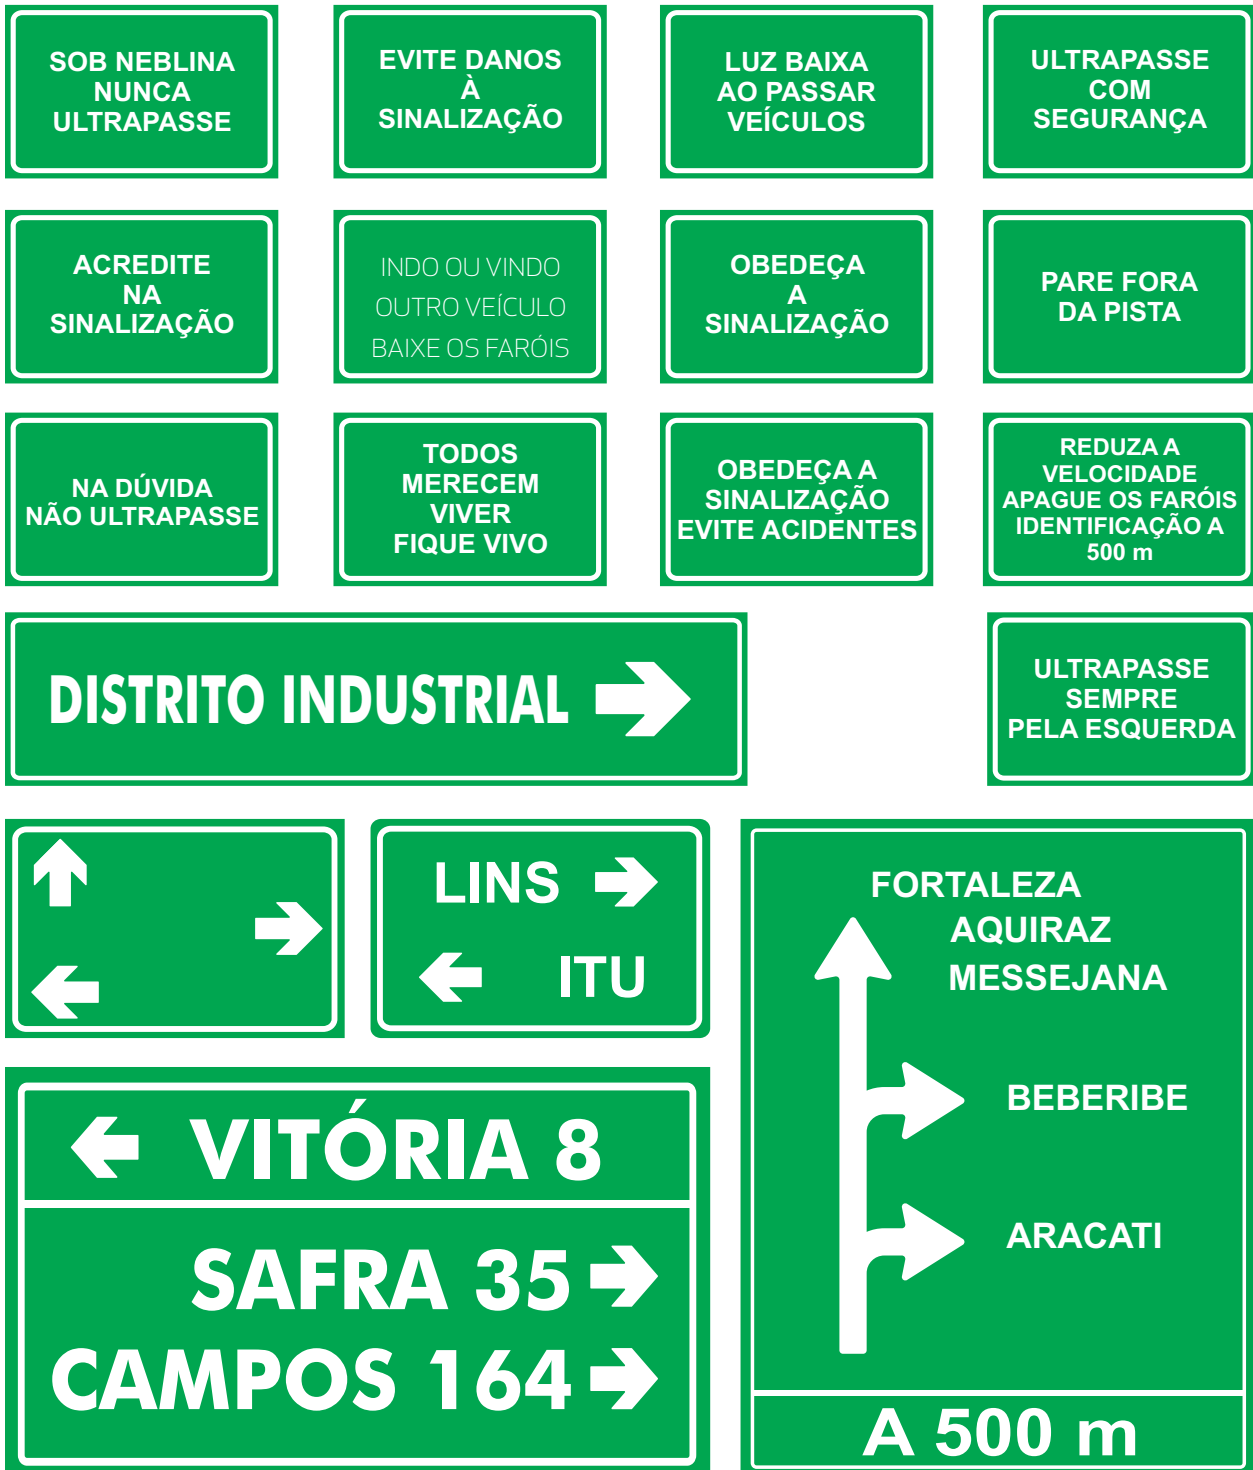 SOB NEBLINA
NUNCA
ULTRAPASSE
EVITE DANOS
À
SINALIZAÇÃO
LUZ BAIXA
AO PASSAR
VEÍCULOS
ULTRAPASSE
COM
SEGURANÇA
ACREDITE
NA
SINALIZAÇÃO
INDO OU VINDO
OUTRO VEÍCULO
BAIXE OS FARÓIS
OBEDEÇA
A
SINALIZAÇÃO
PARE FORA
DA PISTA
NA DÚVIDA
NÃO ULTRAPASSE
TODOS
MERECEM
VIVER
FIQUE VIVO
OBEDEÇA A
SINALIZAÇÃO
EVITE ACIDENTES
REDUZA A
VELOCIDADE
APAGUE OS FARÓIS
IDENTIFICAÇÃO A
500 m
DISTRITO INDUSTRIAL
ULTRAPASSE
SEMPRE
PELA ESQUERDA
LINS
ITU
FORTALEZA
AQUIRAZ
MESSEJANA
BEBERIBE
ARACATI
A 500 m
VITÓRIA 8
SAFRA 35
CAMPOS 164